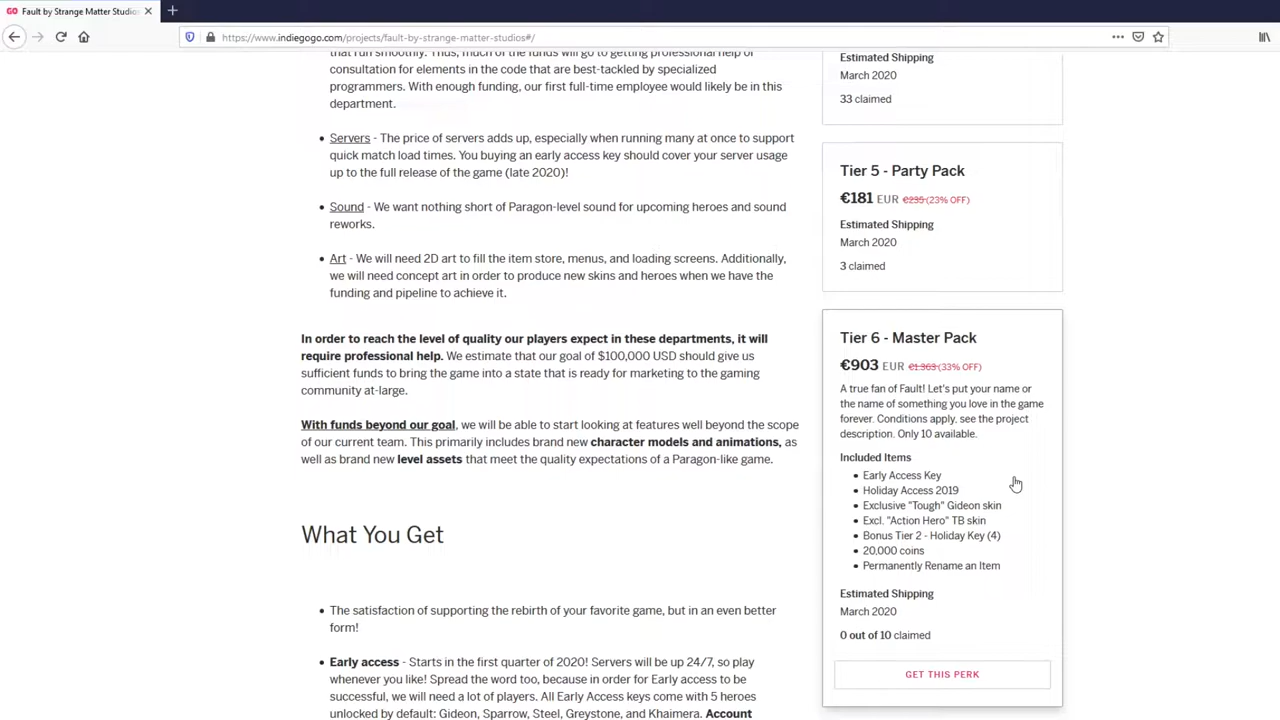 Fault by Strange Matter Studios
https://www.indiegogo.com/projects/fault-by-strange-matter-studios#/
that run smoothly. Thus, much of the funds will go to getting professional help or
consultation for elements in the code that are best-tackled by specialized
programmers. With enough funding, our first full-time employee would likely be in this
department.
• Servers - The price of servers adds up, especially when running many at once to support
quick match load times. You buying an early access key should cover your server usage
up to the full release of the game (late 2020)!
• Sound - We want nothing short of Paragon-level sound for upcoming heroes and sound
reworks.
• Art - We will need 2D art to fill the item store, menus, and loading screens. Additionally,
we will need concept art in order to produce new skins and heroes when we have the
funding and pipeline to achieve it.
In order to reach the level of quality our players expect in these departments, it will
require professional help. We estimate that our goal of $100,000 USD should give us
sufficient funds to bring the game into a state that is ready for marketing to the gaming
community at-large.
With funds beyond our goal, we will be able to start looking at features well beyond the scope
of our current team. This primarily includes brand new character models and animations, as
well as brand new level assets that meet the quality expectations of a Paragon-like game.
What You Get
• The satisfaction of supporting the rebirth of your favorite game, but in an even better
form!
• Early access - Starts in the first quarter of 2020! Servers will be up 24/7, so play
whenever you like! Spread the word too, because in order for Early access to be
successful, we will need a lot of players. All Early Access keys come with 5 heroes
unlocked by default: Gideon, Sparrow, Steel, Greystone, and Khaimera. Account
Estimated Shipping
March 2020
33 claimed
Tier 5 - Party Pack
€181 EUR €235 (23% OFF)
Estimated Shipping
March 2020
3 claimed
Tier 6 - Master Pack
€903 EUR €1.363 (33% OFF)
A true fan of Fault! Let's put your name or
the name of something you love in the game
forever. Conditions apply, see the project
description. Only 10 available.
Included Items
• Early Access Key
• Holiday Access 2019
• Exclusive "Tough" Gideon skin
• Excl. "Action Hero" TB skin
• Bonus Tier 2 - Holiday Key (4)
• 20,000 coins
• Permanently Rename an Item
Estimated Shipping
March 2020
0 out of 10 claimed
GET THIS PERK